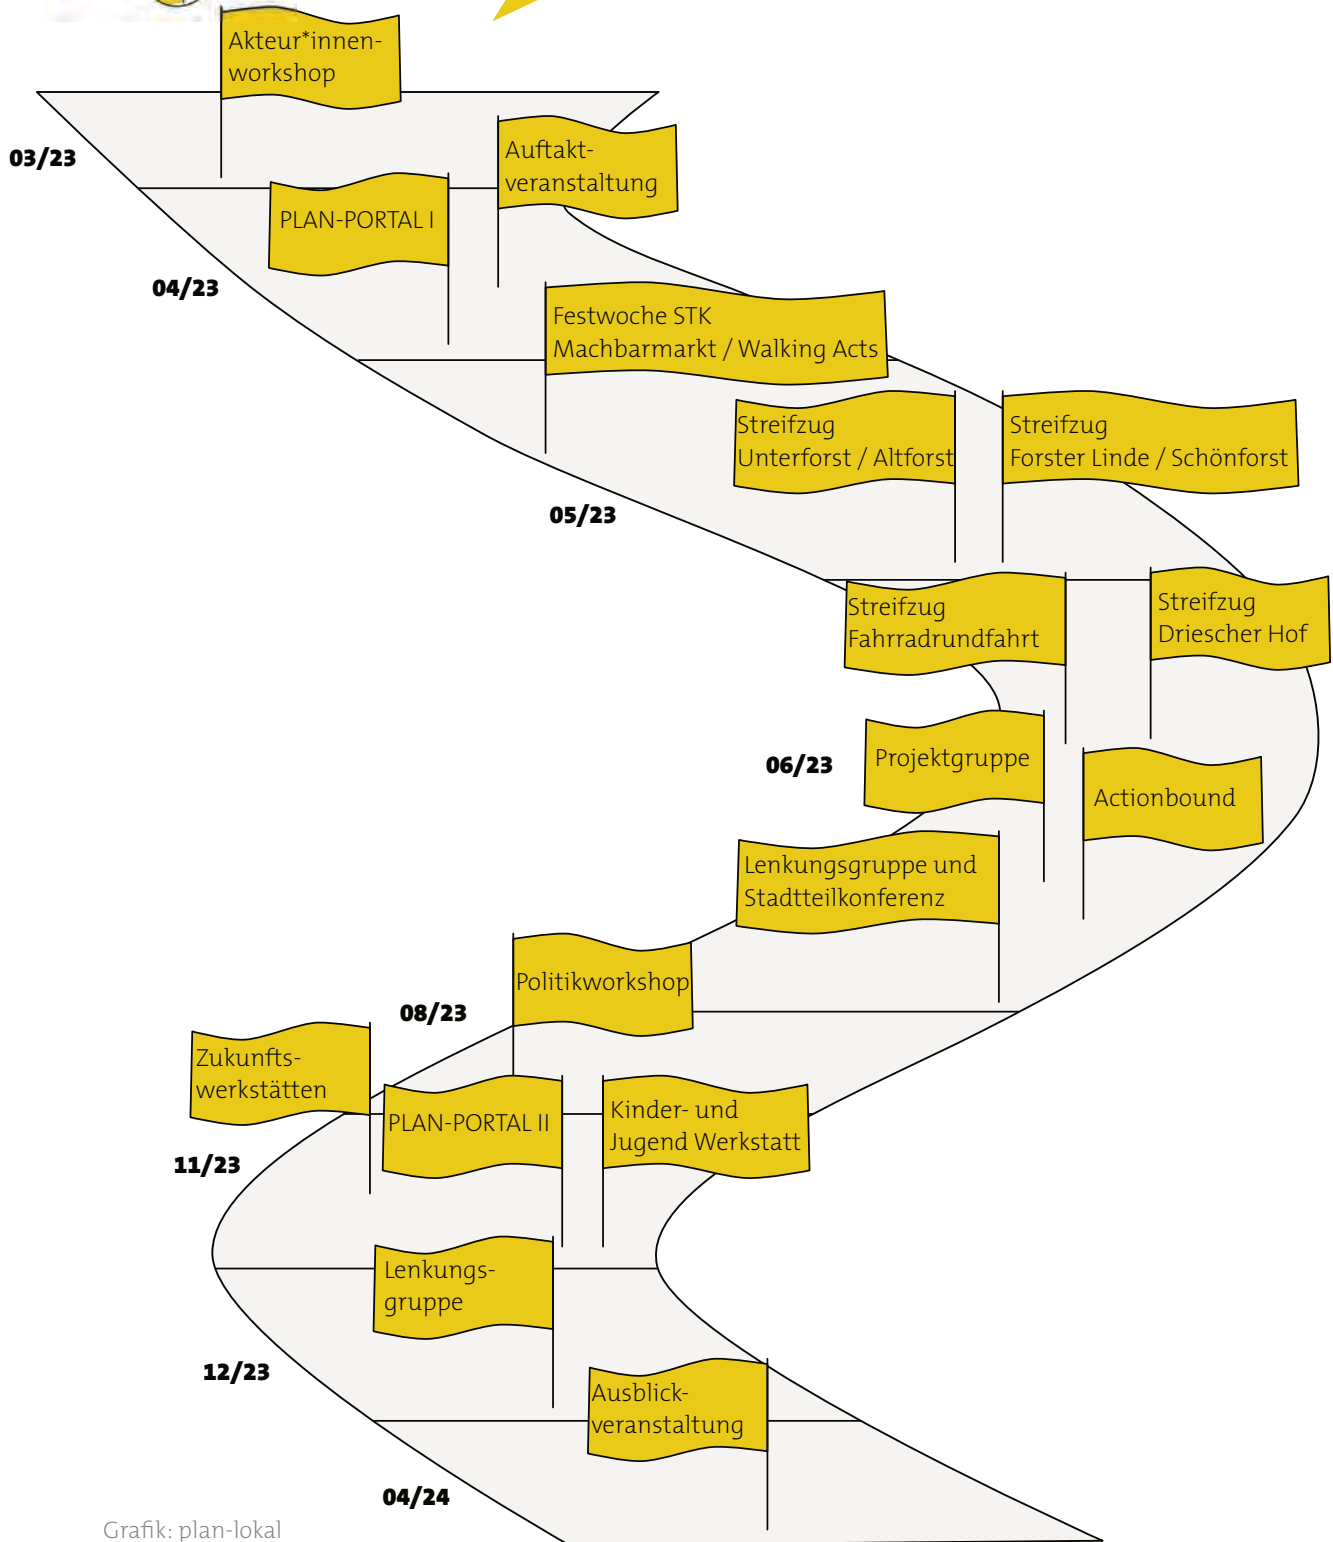 Akteur*innen-
workshop
03/23
Auftakt-
veranstaltung
PLAN-PORTAL I
04/23
Festwoche STK
Machbarmarkt / Walking Acts
Streifzug
Unterforst / Altforst
Streifzug
Forster Linde / Schönforst
05/23
Streifzug
Fahrradrundfahrt
Streifzug
Driescher Hof
Projektgruppe
06/23
Actionbound
Lenkungsgruppe und
Stadtteilkonferenz
Politikworkshop
08/23
Zukunfts-
werkstätten
PLAN-PORTAL II
Kinder- und
Jugend Werkstatt
11/23
Lenkungs-
gruppe
12/23
Ausblick-
veranstaltung
04/24
Grafik: plan-lokal